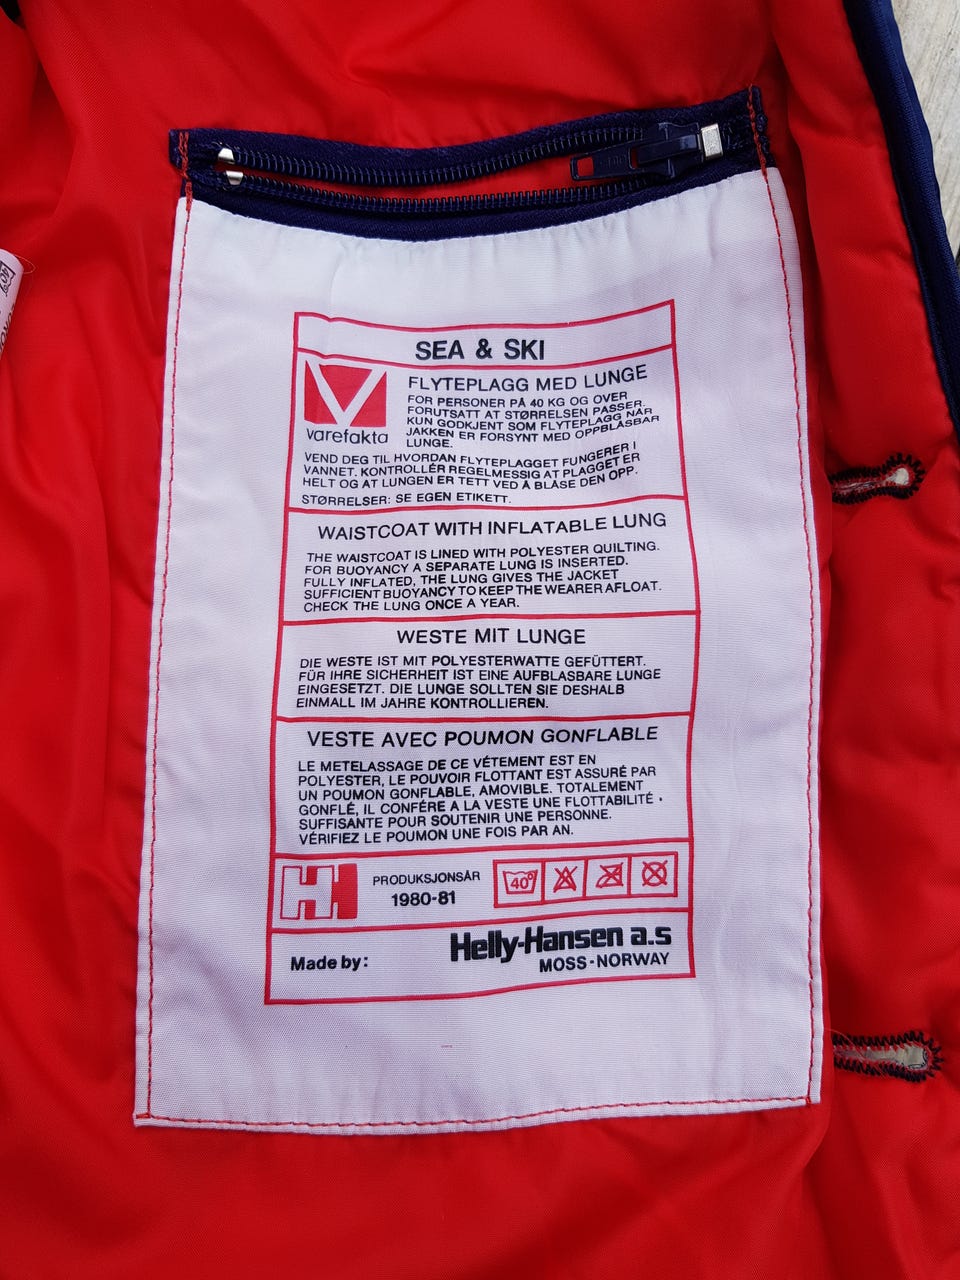 SEA & SKI
varefakta
FLYTEPLAGG MED LUNGE
FOR PERSONER PÅ 40 KG OG OVER
FORUTSATT AT STØRRELSEN PASSER.
KUN GODKJENT SOM FLYTEPLAGG NÅR
JAKKEN ER FORSYNT MED OPPBLÅSBAR
LUNGE.
VEND DEG TIL HVORDAN FLYTEPLAGGET FUNGERER I
VANNET. KONTROLLÉR REGELMESSIG AT PLAGGET ER
HELT OG AT LUNGEN ER TETT VED Å BLÅSE DEN OPP.
STØRRELSER: SE EGEN ETIKETT.
WAISTCOAT WITH INFLATABLE LUNG
THE WAISTCOAT IS LINED WITH POLYESTER QUILTING.
FOR BUOYANCY A SEPARATE LUNG IS INSERTED.
FULLY INFLATED, THE LUNG GIVES THE JACKET
SUFFICIENT BUOYANCY TO KEEP THE WEARER AFLOAT.
CHECK THE LUNG ONCE A YEAR.
WESTE MIT LUNGE
DIE WESTE IST MIT POLYESTERWATTE GEFÜTTERT.
FÜR IHRE SICHERHEIT IST EINE AUFBLASBARE LUNGE
EINGESETZT. DIE LUNGE SOLLTEN SIE DESHALB
EINMALL IM JAHRE KONTROLLIEREN.
VESTE AVEC POUMON GONFLABLE
LE METELASSAGE DE CE VÉTEMENT EST EN
POLYESTER, LE POUVOIR FLOTTANT EST ASSURÉ PAR
UN POUMON GONFLABLE, AMOVIBLE. TOTALEMENT
GONFLÉ, IL CONFÉRE A LA VESTE UNE FLOTTABILITÉ
SUFFISANTE POUR SOUTENIR UNE PERSONNE.
VÉRIFIEZ LE POUMON UNE FOIS PAR AN.
HH
PRODUKSJONSÅR
1980-81
40°
Made by:
Helly-Hansen a.s
MOSS-NORWAY